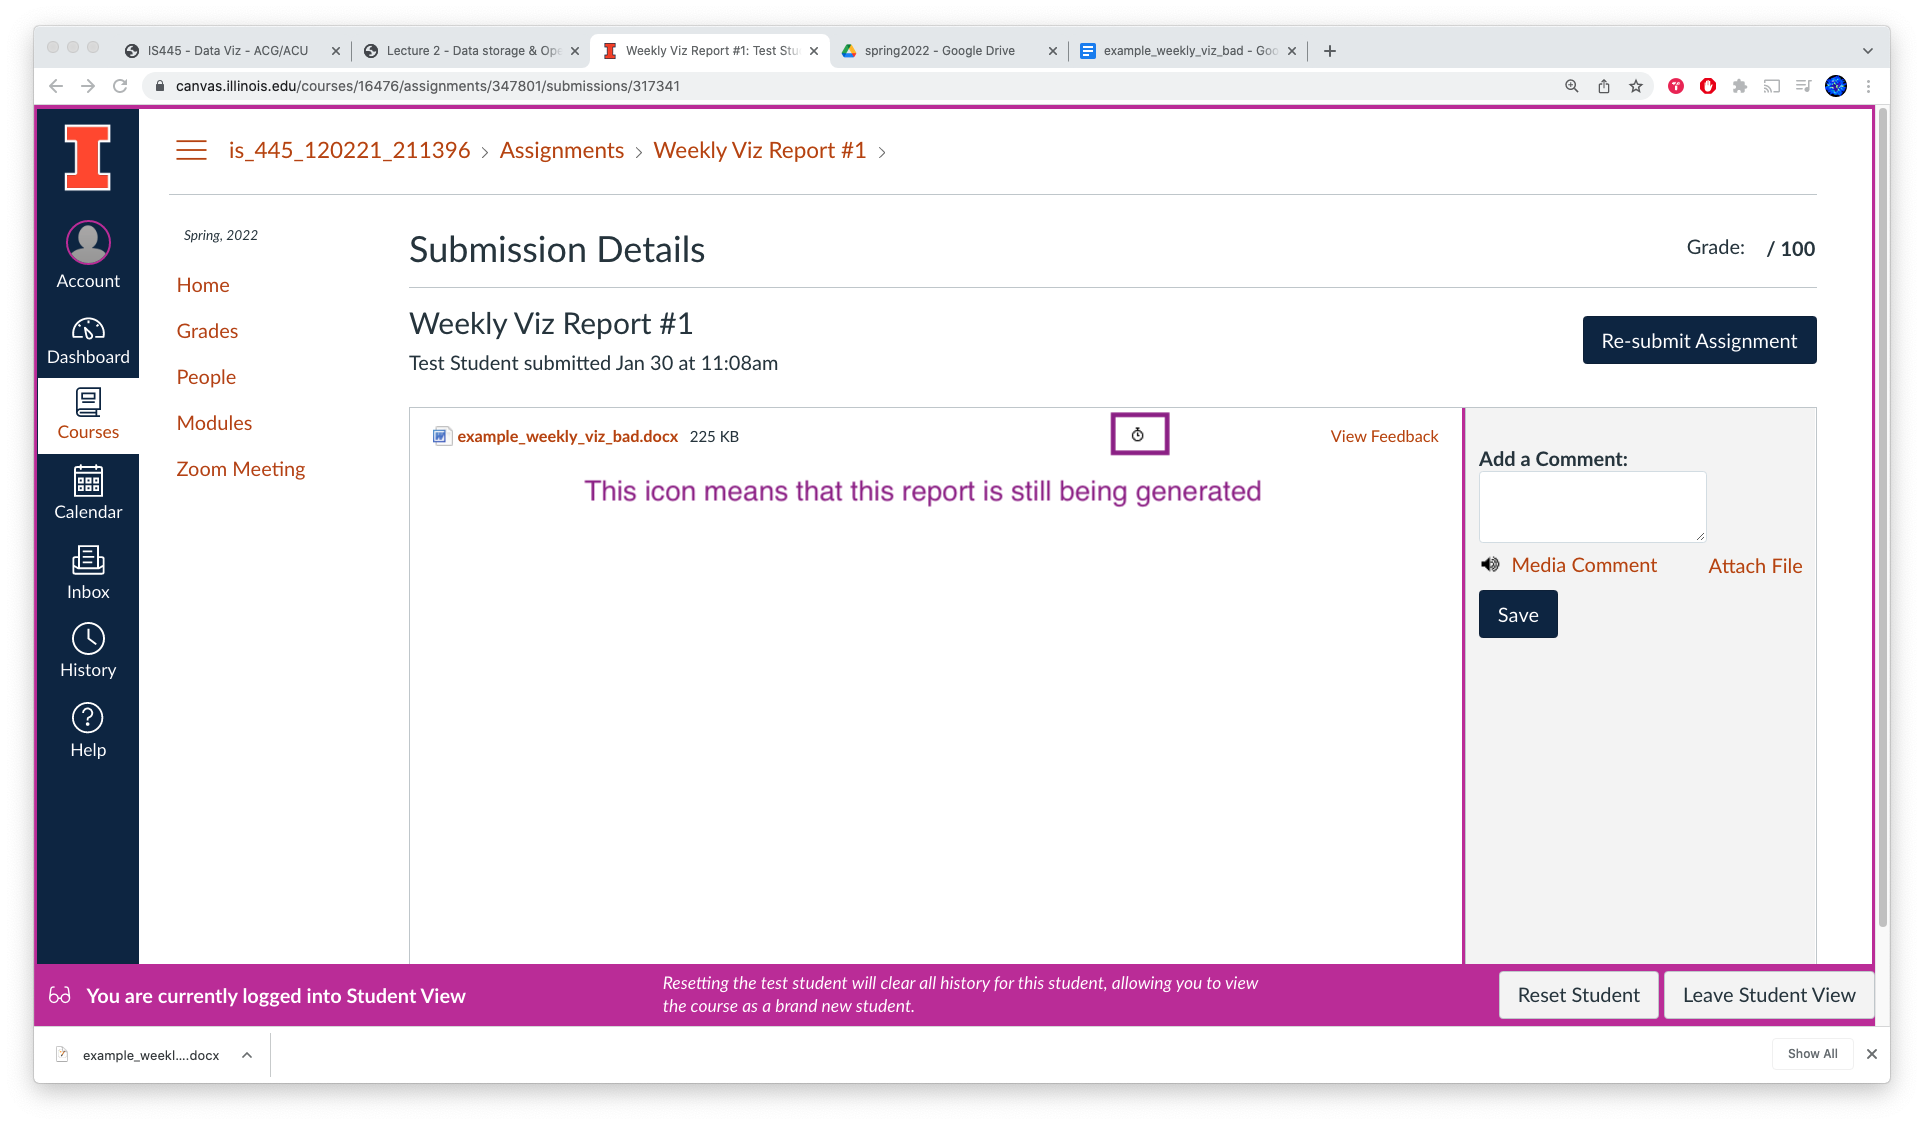 IS445 - Data Viz - ACG/ACU
Lecture 2 - Data storage & Ope
Weekly Viz Report #1: Test Stu
spring2022 - Google Drive
example_weekly_viz_bad - Goo
canvas.illinois.edu/courses/16476/assignments/347801/submissions/317341
is_445_120221_211396 > Assignments > Weekly Viz Report #1 >
Account
Dashboard
Courses
Calendar
Inbox
History
Help
Spring, 2022
Home
Grades
People
Modules
Zoom Meeting
Submission Details
Grade: / 100
Weekly Viz Report #1
Test Student submitted Jan 30 at 11:08am
Re-submit Assignment
example_weekly_viz_bad.docx 225 KB
View Feedback
This icon means that this report is still being generated
Add a Comment:
Media Comment
Attach File
Save
You are currently logged into Student View
Resetting the test student will clear all history for this student, allowing you to view
the course as a brand new student.
Reset Student
Leave Student View
example_weekl....docx
Show All